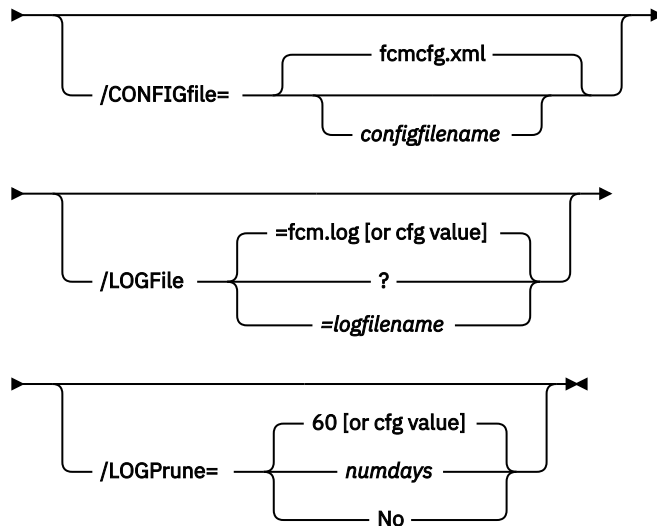 fcmcfg.xml
/CONFIGfile=
configfilename
=fcm.log [or cfg value]
/LOGFile ?
=logfilename
60 [or cfg value]
/LOGPrune= numdays
No